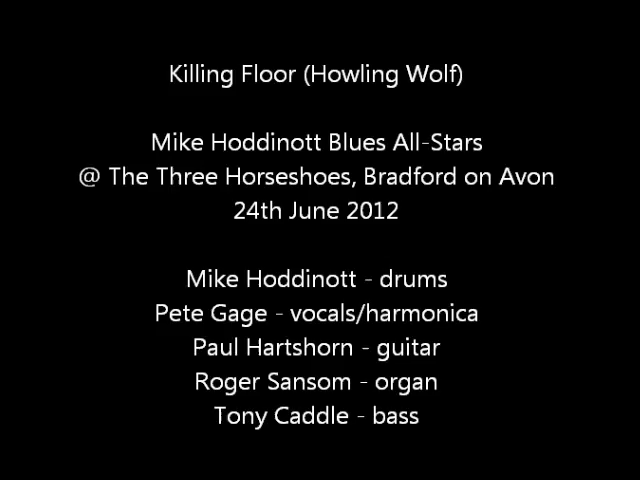 Killing Floor (Howling Wolf)
Mike Hoddinott Blues All-Stars
@ The Three Horseshoes, Bradford on Avon
24th June 2012
Mike Hoddinott - drums
Pete Gage - vocals/harmonica
Paul Hartshorn - guitar
Roger Sansom - organ
Tony Caddle - bass